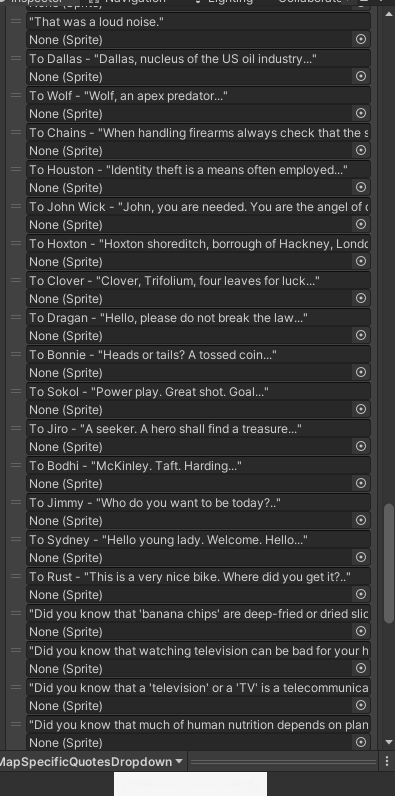 Inspector Navigation Lighting Collaborate
None (Sprite)
"That was a loud noise."
None (Sprite)
To Dallas - "Dallas, nucleus of the US oil industry..."
None (Sprite)
To Wolf - "Wolf, an apex predator..."
None (Sprite)
To Chains - "When handling firearms always check that the s
None (Sprite)
To Houston - "Identity theft is a means often employed..."
None (Sprite)
To John Wick - "John, you are needed. You are the angel of d
None (Sprite)
To Hoxton - "Hoxton shoreditch, borrough of Hackney, Londo
None (Sprite)
To Clover - "Clover, Trifolium, four leaves for luck..."
None (Sprite)
To Dragan - "Hello, please do not break the law..."
None (Sprite)
To Bonnie - "Heads or tails? A tossed coin..."
None (Sprite)
To Sokol - "Power play. Great shot. Goal..."
None (Sprite)
To Jiro - "A seeker. A hero shall find a treasure..."
None (Sprite)
To Bodhi - "McKinley. Taft. Harding..."
None (Sprite)
To Jimmy - "Who do you want to be today?.."
None (Sprite)
To Sydney - "Hello young lady. Welcome. Hello..."
None (Sprite)
To Rust - "This is a very nice bike. Where did you get it?.."
None (Sprite)
"Did you know that 'banana chips' are deep-fried or dried slic
None (Sprite)
"Did you know that watching television can be bad for your h
None (Sprite)
"Did you know that a 'television' or a 'TV' is a telecommunica
None (Sprite)
"Did you know that much of human nutrition depends on plan
None (Sprite)
MapSpecificQuotesDropdown